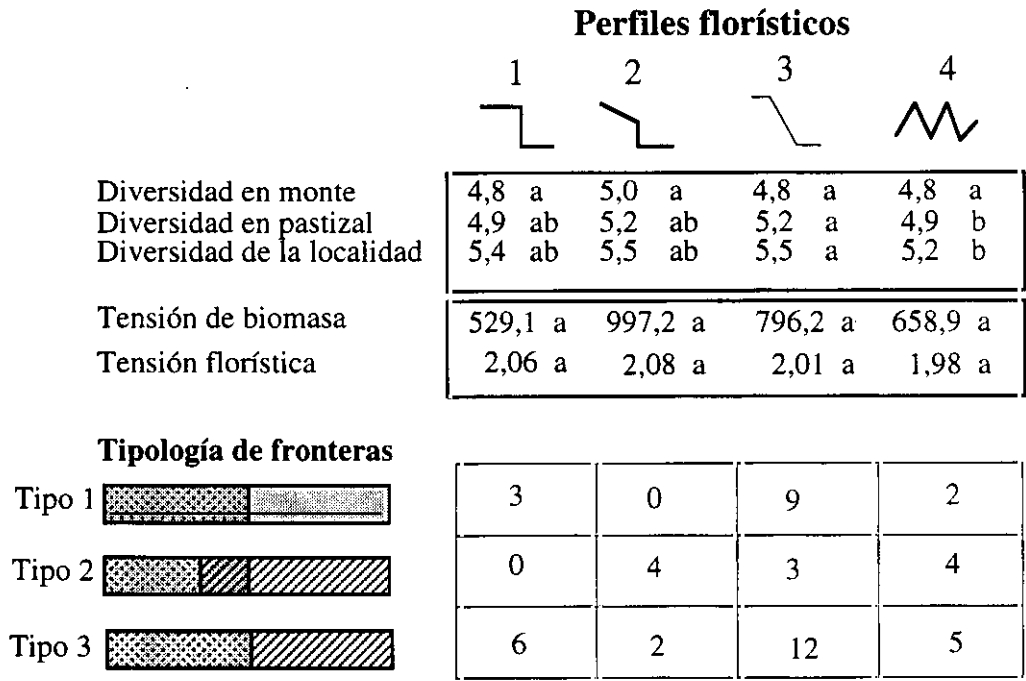 Perfiles florísticos
1 2 3 4
Diversidad en monte 4,8 a 5,0 a 4,8 a 4,8 a
Diversidad en pastizal 4,9 ab 5,2 ab 5,2 a 4,9 b
Diversidad de la localidad 5,4 ab 5,5 ab 5,5 a 5,2 b
Tensión de biomasa 529,1 a 997,2 a 796,2 a 658,9 a
Tensión florística 2,06 a 2,08 a 2,01 a 1,98 a
Tipología de fronteras
Tipo 1 3 0 9 2
Tipo 2 0 4 3 4
Tipo 3 6 2 12 5